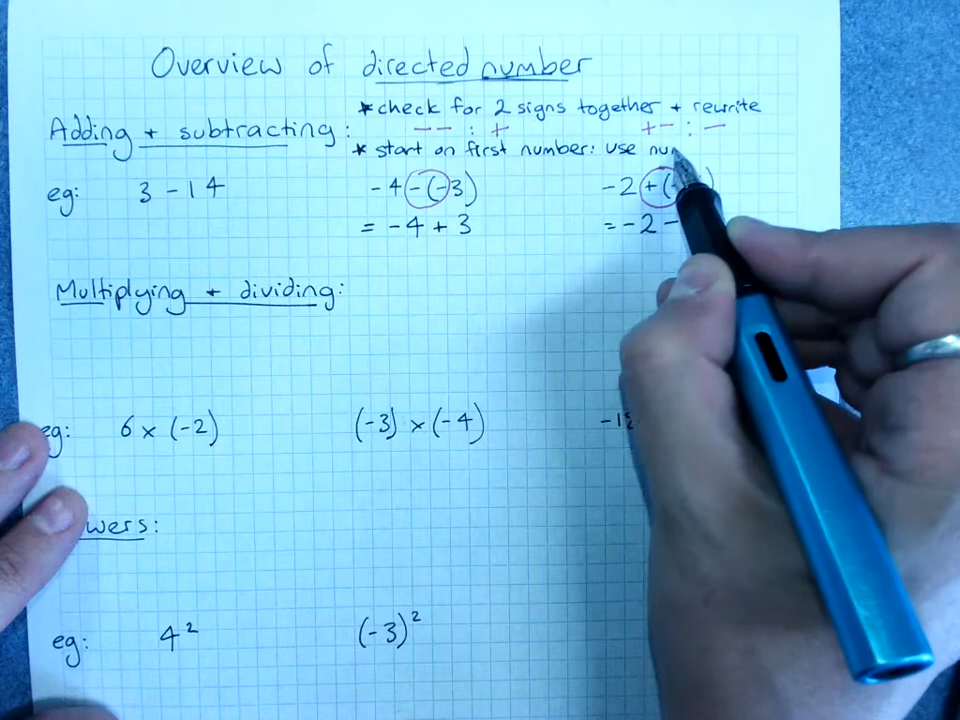 Overview of directed number
* check for 2 signs together + rewrite
Adding + subtracting:
-- : +    +- : -
* start on first number: use
eg: 3 - 14    -4 -(-3)    -2 +(
= -4 + 3    = -2 -
Multiplying + dividing:
eg: 6 × (-2)    (-3) × (-4)
wers:
eg: 4²    (-3)²